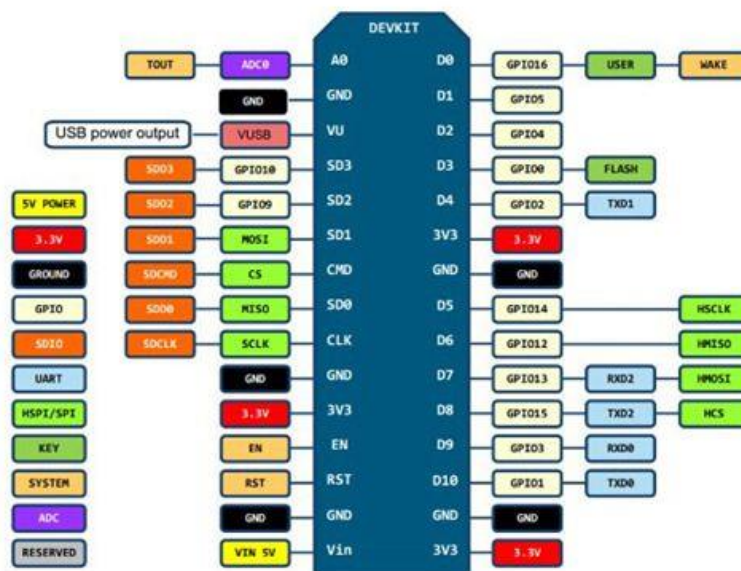 DEVKIT
TOUT ADC0 A0 D0 GPIO16 USER WAKE
GND GND D1 GPIO5
USB power output VUSB VU D2 GPIO4
SDD3 GPIO10 SD3 D3 GPIO0 FLASH
5V POWER SDD2 GPIO9 SD2 D4 GPIO2 TXD1
3.3V SDD1 MOSI SD1 3V3 3.3V
GROUND SDCMD CS CMD GND GND
GPIO SDD0 MISO SD0 D5 GPIO14 HSCLK
SDIO SDCLK SCLK CLK D6 GPIO12 HMISO
UART GND GND D7 GPIO13 RXD2 HMOSI
HSPI/SPI 3.3V 3V3 D8 GPIO15 TXD2 HCS
KEY EN EN D9 GPIO3 RXD0
SYSTEM RST RST D10 GPIO1 TXD0
ADC GND GND GND GND
RESERVED VIN 5V Vin 3V3 3.3V